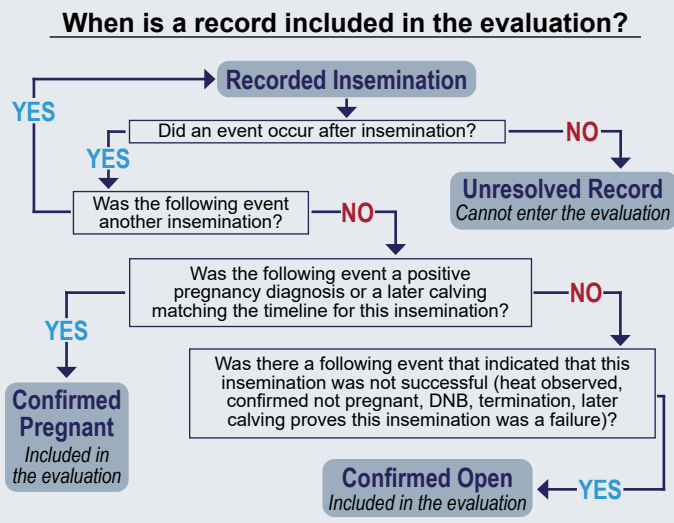 When is a record included in the evaluation?
Recorded Insemination
YES
Did an event occur after insemination?
NO
YES
Unresolved Record
Cannot enter the evaluation
Was the following event
another insemination?
NO
Was the following event a positive
pregnancy diagnosis or a later calving
matching the timeline for this insemination?
NO
YES
Was there a following event that indicated that this
insemination was not successful (heat observed,
confirmed not pregnant, DNB, termination, later
calving proves this insemination was a failure)?
Confirmed
Pregnant
Included in
the evaluation
Confirmed Open
Included in the evaluation
YES